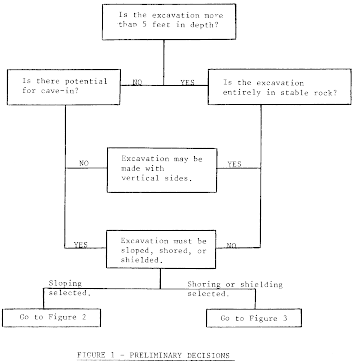 Is the excavation more
than 5 feet in depth?
NO
YES
Is there potential
for cave-in?
Is the excavation
entirely in stable rock?
NO
Excavation may be
made with
vertical sides.
YES
YES
Excavation must be
sloped, shored, or
shielded.
NO
Sloping
selected.
Shoring or shielding
selected.
Go to Figure 2
Go to Figure 3
FIGURE 1 - PRELIMINARY DECISIONS